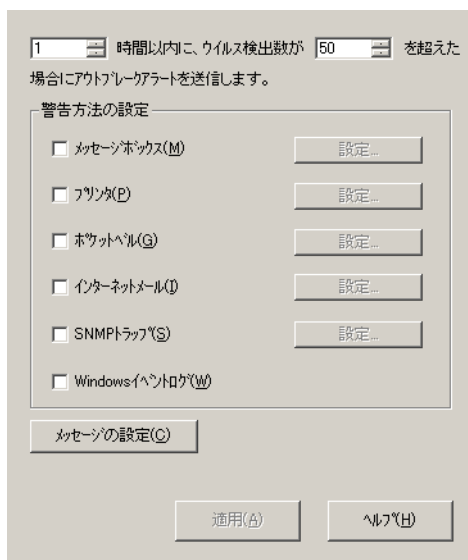 1 時間以内に、ウイルス検出数が 50 を超えた
場合にアウトブレークアラートを送信します。
警告方法の設定
メッセージボックス(M) 設定...
プリンタ(P) 設定...
ポケットベル(G) 設定...
インターネットメール(I) 設定...
SNMPトラップ(S) 設定...
Windowsイベントログ(W)
メッセージの設定(C)
適用(A) ヘルプ(H)